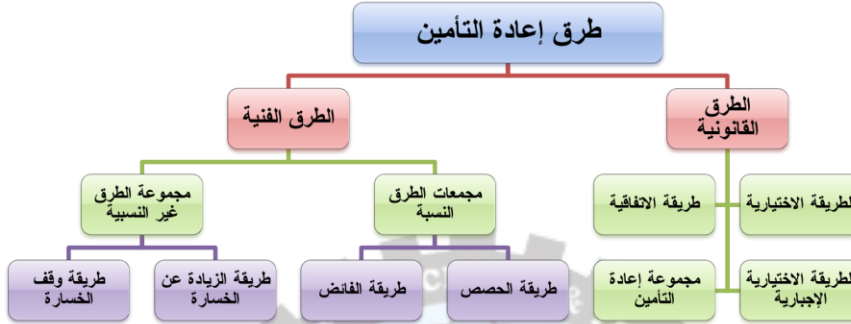 طرق إعادة التأمين
الطرق
القانونية
الطرق الفنية
الطريقة الاختيارية
طريقة الاتفاقية
الطريقة الاختيارية
الإجبارية
مجموعة إعادة
التأمين
مجمعات الطرق
النسبة
مجموعة الطرق
غير النسبية
طريقة الحصص
طريقة الفائض
طريقة الزيادة عن
الخسارة
طريقة وقف
الخسارة